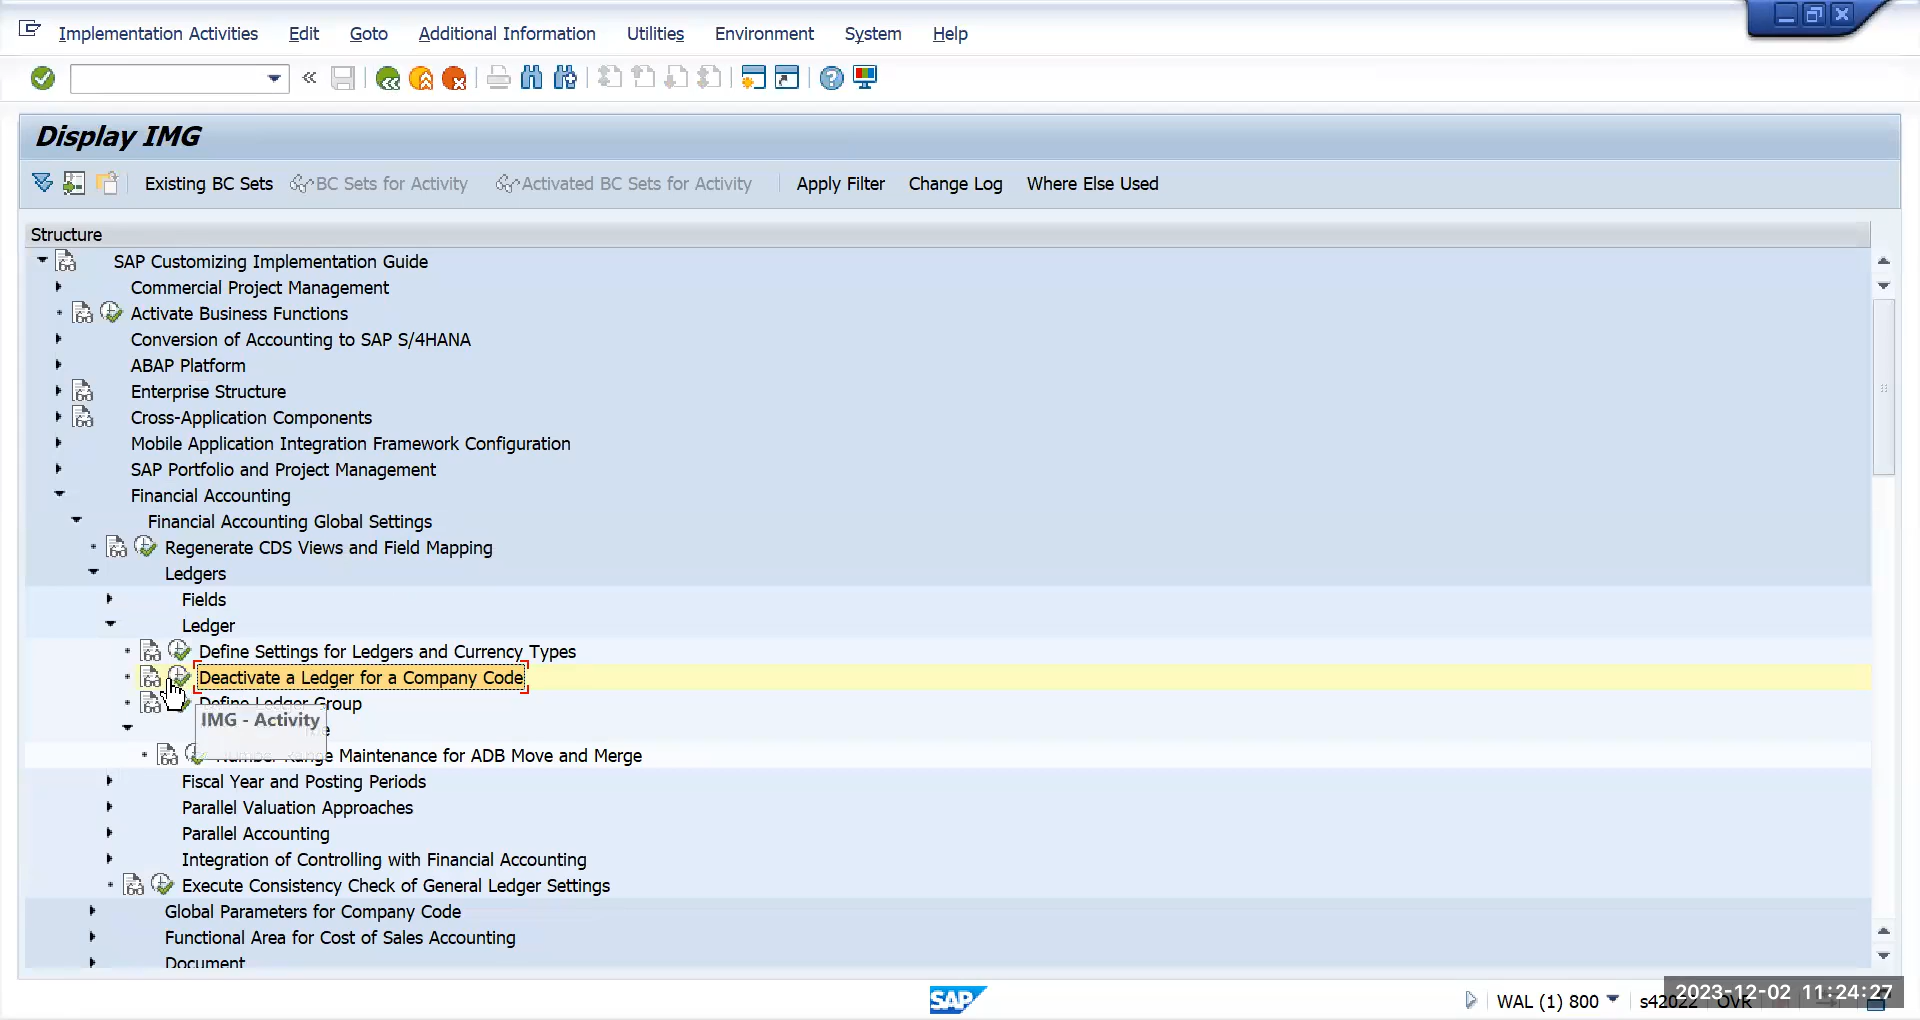 Implementation Activities Edit Goto Additional Information Utilities Environment System Help
Display IMG
Existing BC Sets BC Sets for Activity Activated BC Sets for Activity Apply Filter Change Log Where Else Used
Structure
SAP Customizing Implementation Guide
Commercial Project Management
Activate Business Functions
Conversion of Accounting to SAP S/4HANA
ABAP Platform
Enterprise Structure
Cross-Application Components
Mobile Application Integration Framework Configuration
SAP Portfolio and Project Management
Financial Accounting
Financial Accounting Global Settings
Regenerate CDS Views and Field Mapping
Ledgers
Fields
Ledger
Define Settings for Ledgers and Currency Types
Deactivate a Ledger for a Company Code
Define Ledger Group
IMG - Activity
Number Range Maintenance for ADB Move and Merge
Fiscal Year and Posting Periods
Parallel Valuation Approaches
Parallel Accounting
Integration of Controlling with Financial Accounting
Execute Consistency Check of General Ledger Settings
Global Parameters for Company Code
Functional Area for Cost of Sales Accounting
Document
SAP WAL (1) 800 s42022 OVR
2023-12-02 11:24:27